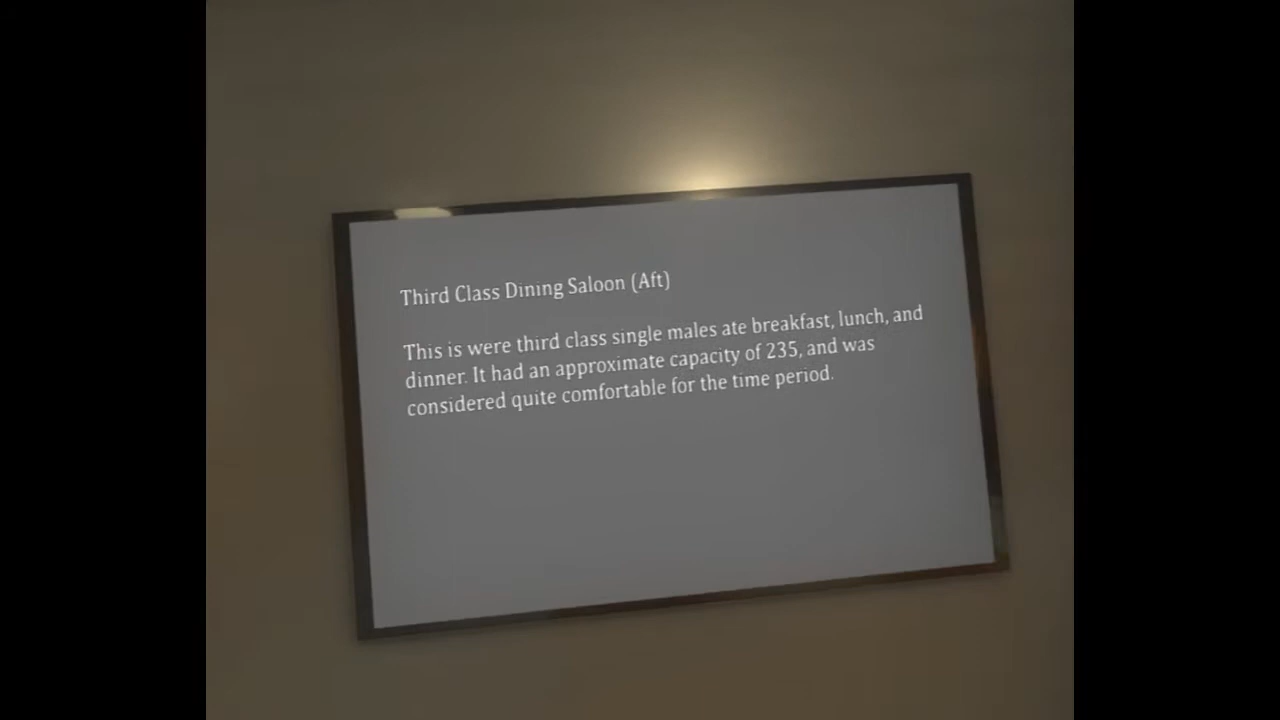 Third Class Dining Saloon (Aft)
This is were third class single males ate breakfast, lunch, and
dinner. It had an approximate capacity of 235, and was
considered quite comfortable for the time period.